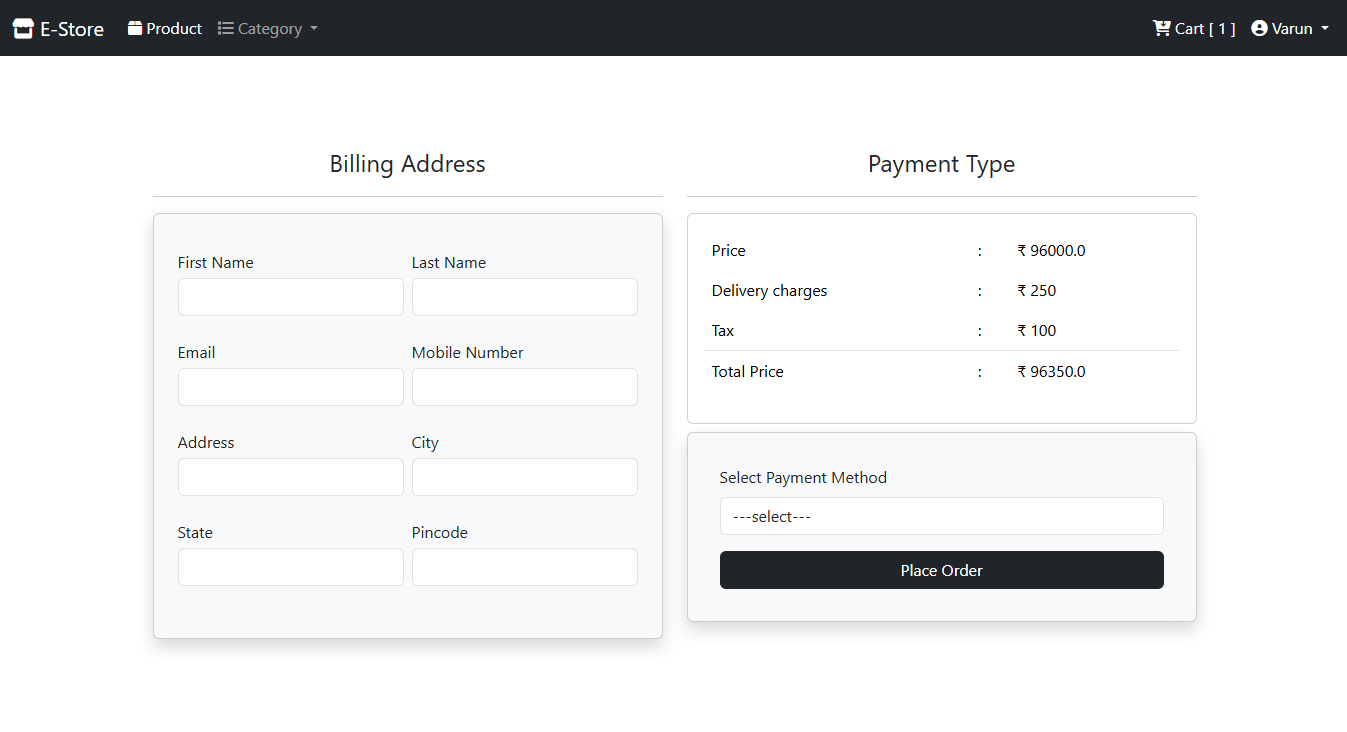 E-Store Product Category Cart [ 1 ] Varun
Billing Address
First Name Last Name
Email Mobile Number
Address City
State Pincode
Payment Type
Price : ₹ 96000.0
Delivery charges : ₹ 250
Tax : ₹ 100
Total Price : ₹ 96350.0
Select Payment Method
---select---
Place Order